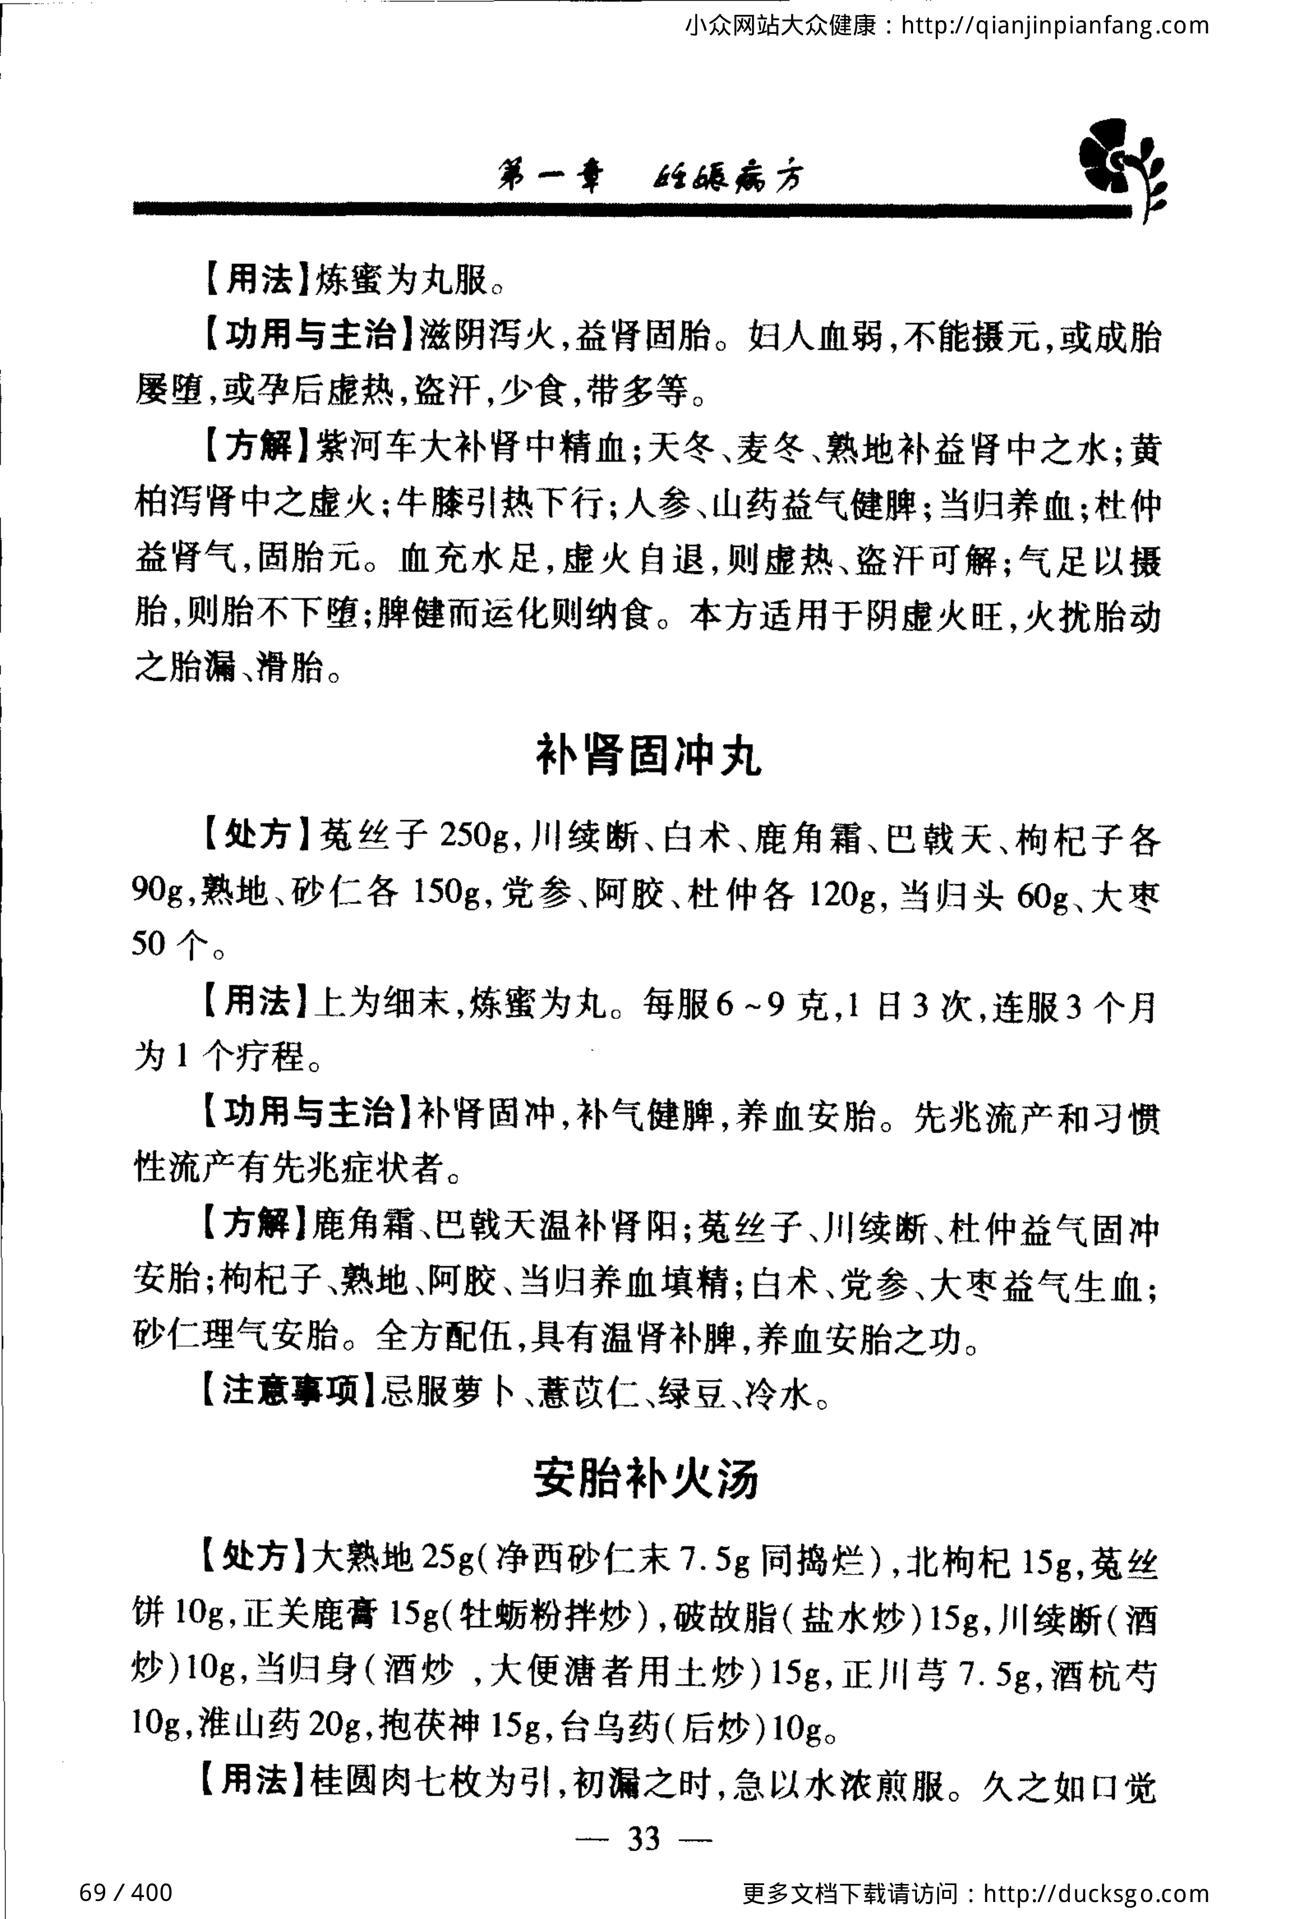 小众网站大众健康：http://qianjinpianfang.com
第一章 妊娠病方
【用法】炼蜜为丸服。
【功用与主治】滋阴泻火,益肾固胎。妇人血弱,不能摄元,或成胎
屡堕,或孕后虚热,盗汗,少食,带多等。
【方解】紫河车大补肾中精血;天冬、麦冬、熟地补益肾中之水;黄
柏泻肾中之虚火;牛膝引热下行;人参、山药益气健脾;当归养血;杜仲
益肾气,固胎元。血充水足,虚火自退,则虚热、盗汗可解;气足以摄
胎,则胎不下堕;脾健而运化则纳食。本方适用于阴虚火旺,火扰胎动
之胎漏、滑胎。
补肾固冲丸
【处方】菟丝子 250g,川续断、白术、鹿角霜、巴戟天、枸杞子各
90g,熟地、砂仁各 150g,党参、阿胶、杜仲各 120g,当归头 60g、大枣
50 个。
【用法】上为细末,炼蜜为丸。每服6~9 克,1 日3 次,连服3 个月
为 1 个疗程。
【功用与主治】补肾固冲,补气健脾,养血安胎。先兆流产和习惯
性流产有先兆症状者。
【方解】鹿角霜、巴戟天温补肾阳;菟丝子、川续断、杜仲益气固冲
安胎;枸杞子、熟地、阿胶、当归养血填精;白术、党参、大枣益气生血;
砂仁理气安胎。全方配伍,具有温肾补脾,养血安胎之功。
【注意事项】忌服萝卜、薏苡仁、绿豆、冷水。
安胎补火汤
【处方】大熟地 25g(净西砂仁末 7.5g 同捣烂),北枸杞 15g,菟丝
饼 10g,正关鹿膏 15g(牡蛎粉拌炒),破故脂(盐水炒)15g,川续断(酒
炒)10g,当归身(酒炒 ,大便溏者用土炒)15g,正川芎 7.5g,酒杭芍
10g,淮山药 20g,抱茯神 15g,台乌药(后炒)10g。
【用法】桂圆肉七枚为引,初漏之时,急以水浓煎服。久之如口觉
— 33 —
69 / 400
更多文档下载请访问：http://ducksgo.com